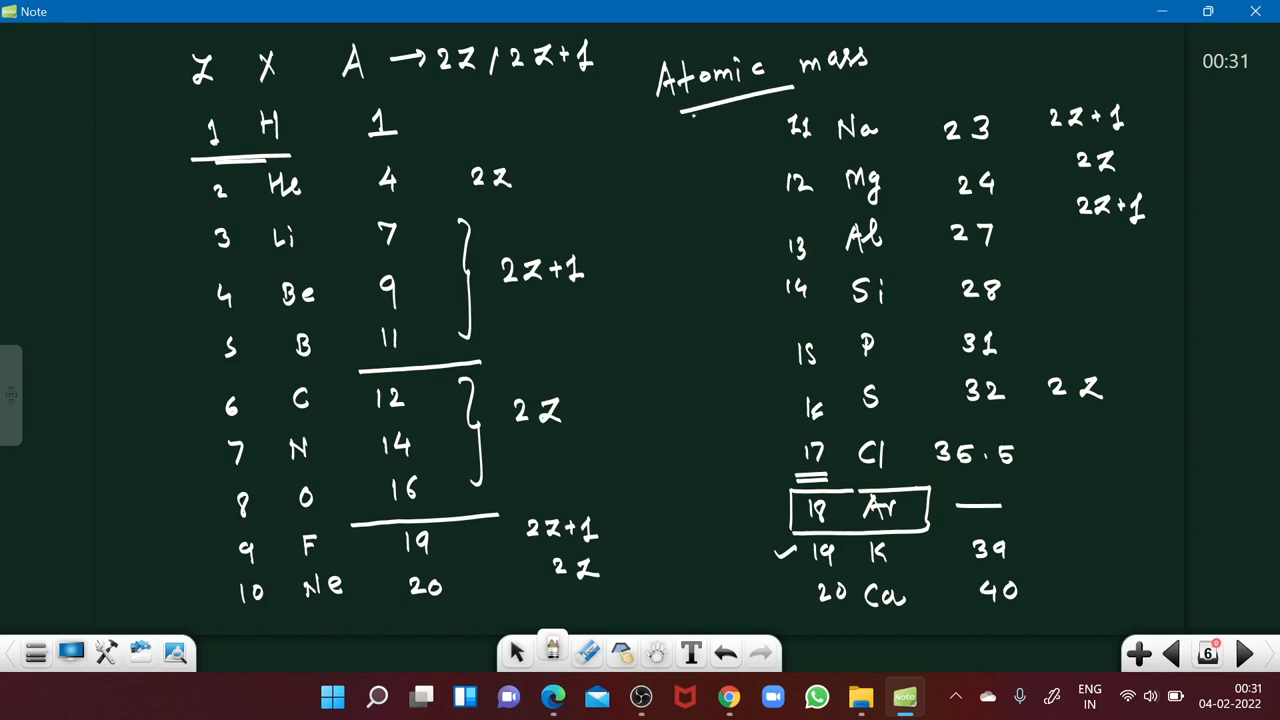 Note
Z X A → 2Z / 2Z+1
1 H 1
2 He 4 2Z
3 Li 7
4 Be 9 2Z+1
5 B 11
6 C 12
7 N 14 2Z
8 O 16
9 F 19 2Z+1
10 Ne 20 2Z
Atomic mass
11 Na 23 2Z+1
12 Mg 24 2Z
13 Al 27 2Z+1
14 Si 28
15 P 31
16 S 32 2Z
17 Cl 35.5
18 Ar —
✓ 19 K 39
20 Ca 40
00:31
T
6
0
Note
ENG
IN
00:31
04-02-2022